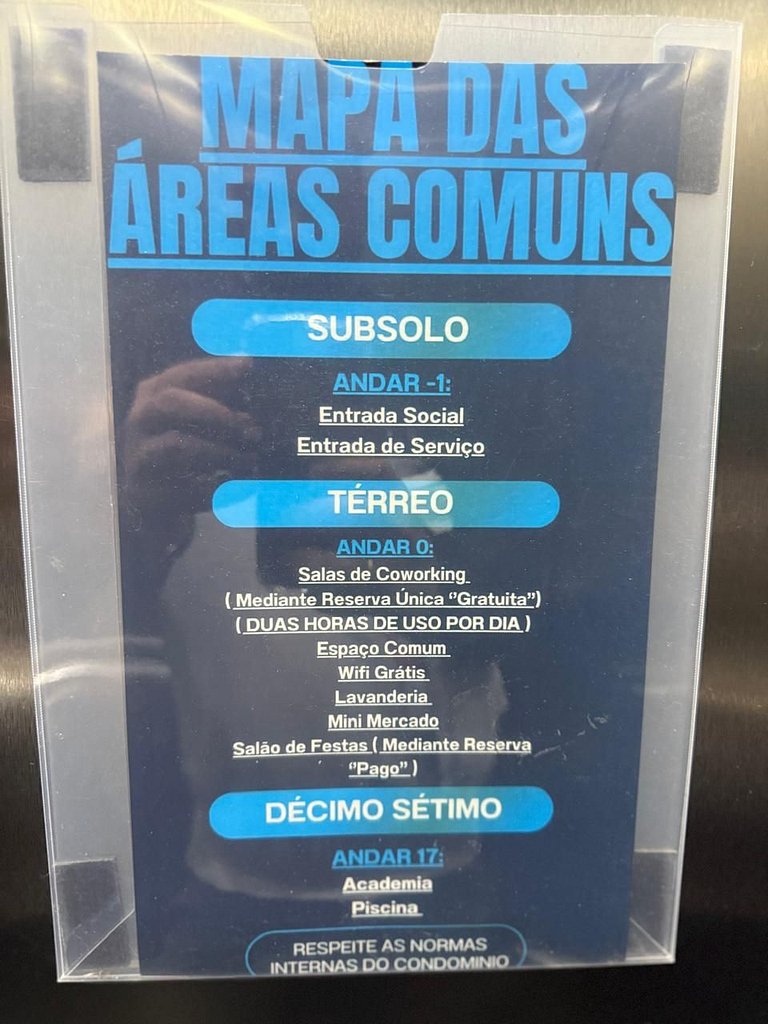 MAPA DAS
ÁREAS COMUNS
SUBSOLO
ANDAR -1:
Entrada Social
Entrada de Serviço
TÉRREO
ANDAR 0:
Salas de Coworking
( Mediante Reserva Única “Gratuita”)
( DUAS HORAS DE USO POR DIA )
Espaço Comum
Wifi Grátis
Lavanderia
Mini Mercado
Salão de Festas ( Mediante Reserva
“Pago” )
DÉCIMO SÉTIMO
ANDAR 17:
Academia
Piscina
RESPEITE AS NORMAS
INTERNAS DO CONDOMINIO